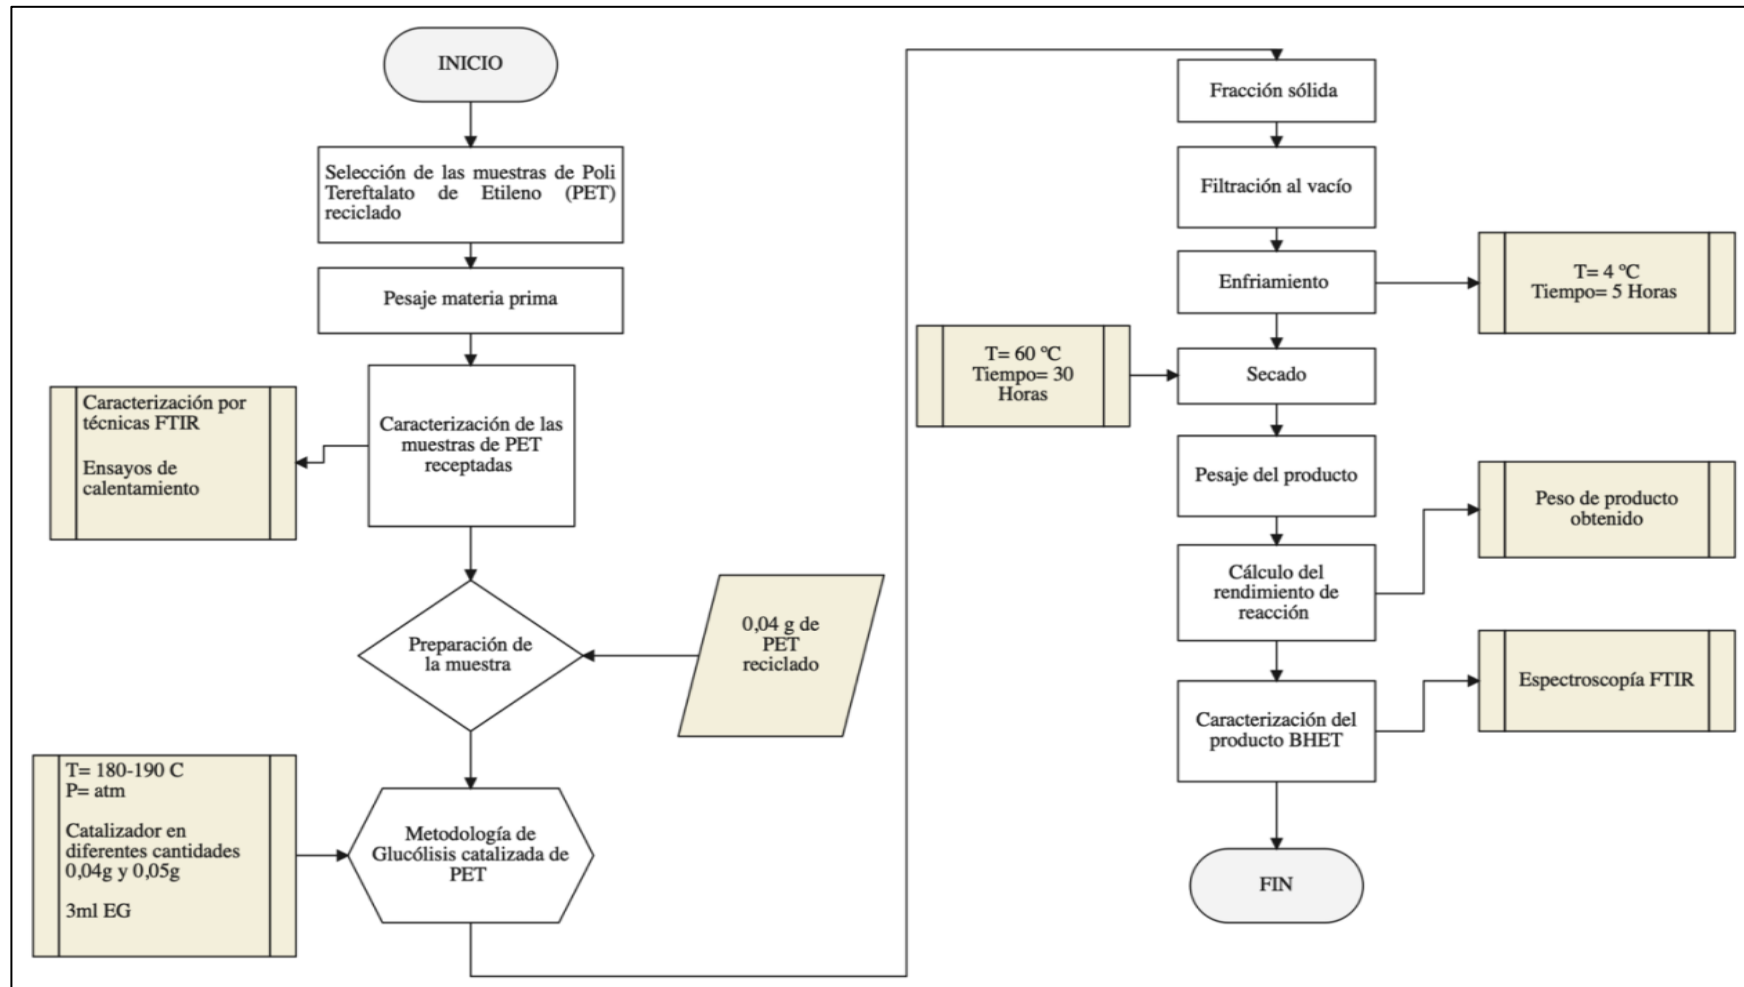 INICIO
Selección de las muestras de Poli
Tereftalato de Etileno (PET)
reciclado
Pesaje materia prima
Caracterización de las
muestras de PET
receptadas
Caracterización por
técnicas FTIR
Ensayos de
calentamiento
Preparación de
la muestra
0,04 g de
PET
reciclado
T= 180-190 C
P= atm
Catalizador en
diferentes cantidades
0,04g y 0,05g
3ml EG
Metodología de
Glucólisis catalizada de
PET
Fracción sólida
Filtración al vacío
Enfriamiento
T= 4 ºC
Tiempo= 5 Horas
T= 60 ºC
Tiempo= 30
Horas
Secado
Pesaje del producto
Cálculo del
rendimiento de
reacción
Peso de producto
obtenido
Caracterización del
producto BHET
Espectroscopía FTIR
FIN